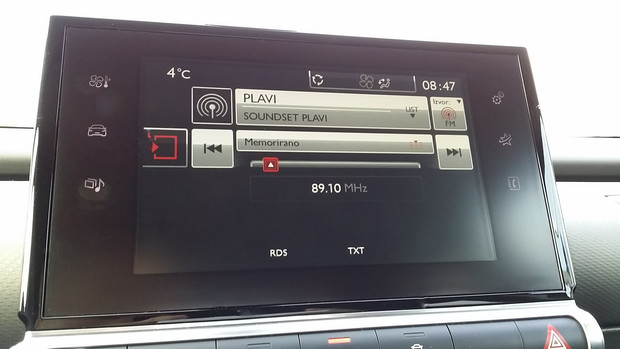 4°C
08:47
PLAVI
LIST
Izvor:
SOUNDSET PLAVI
FM
Memorirano
89.10 MHz
RDS TXT